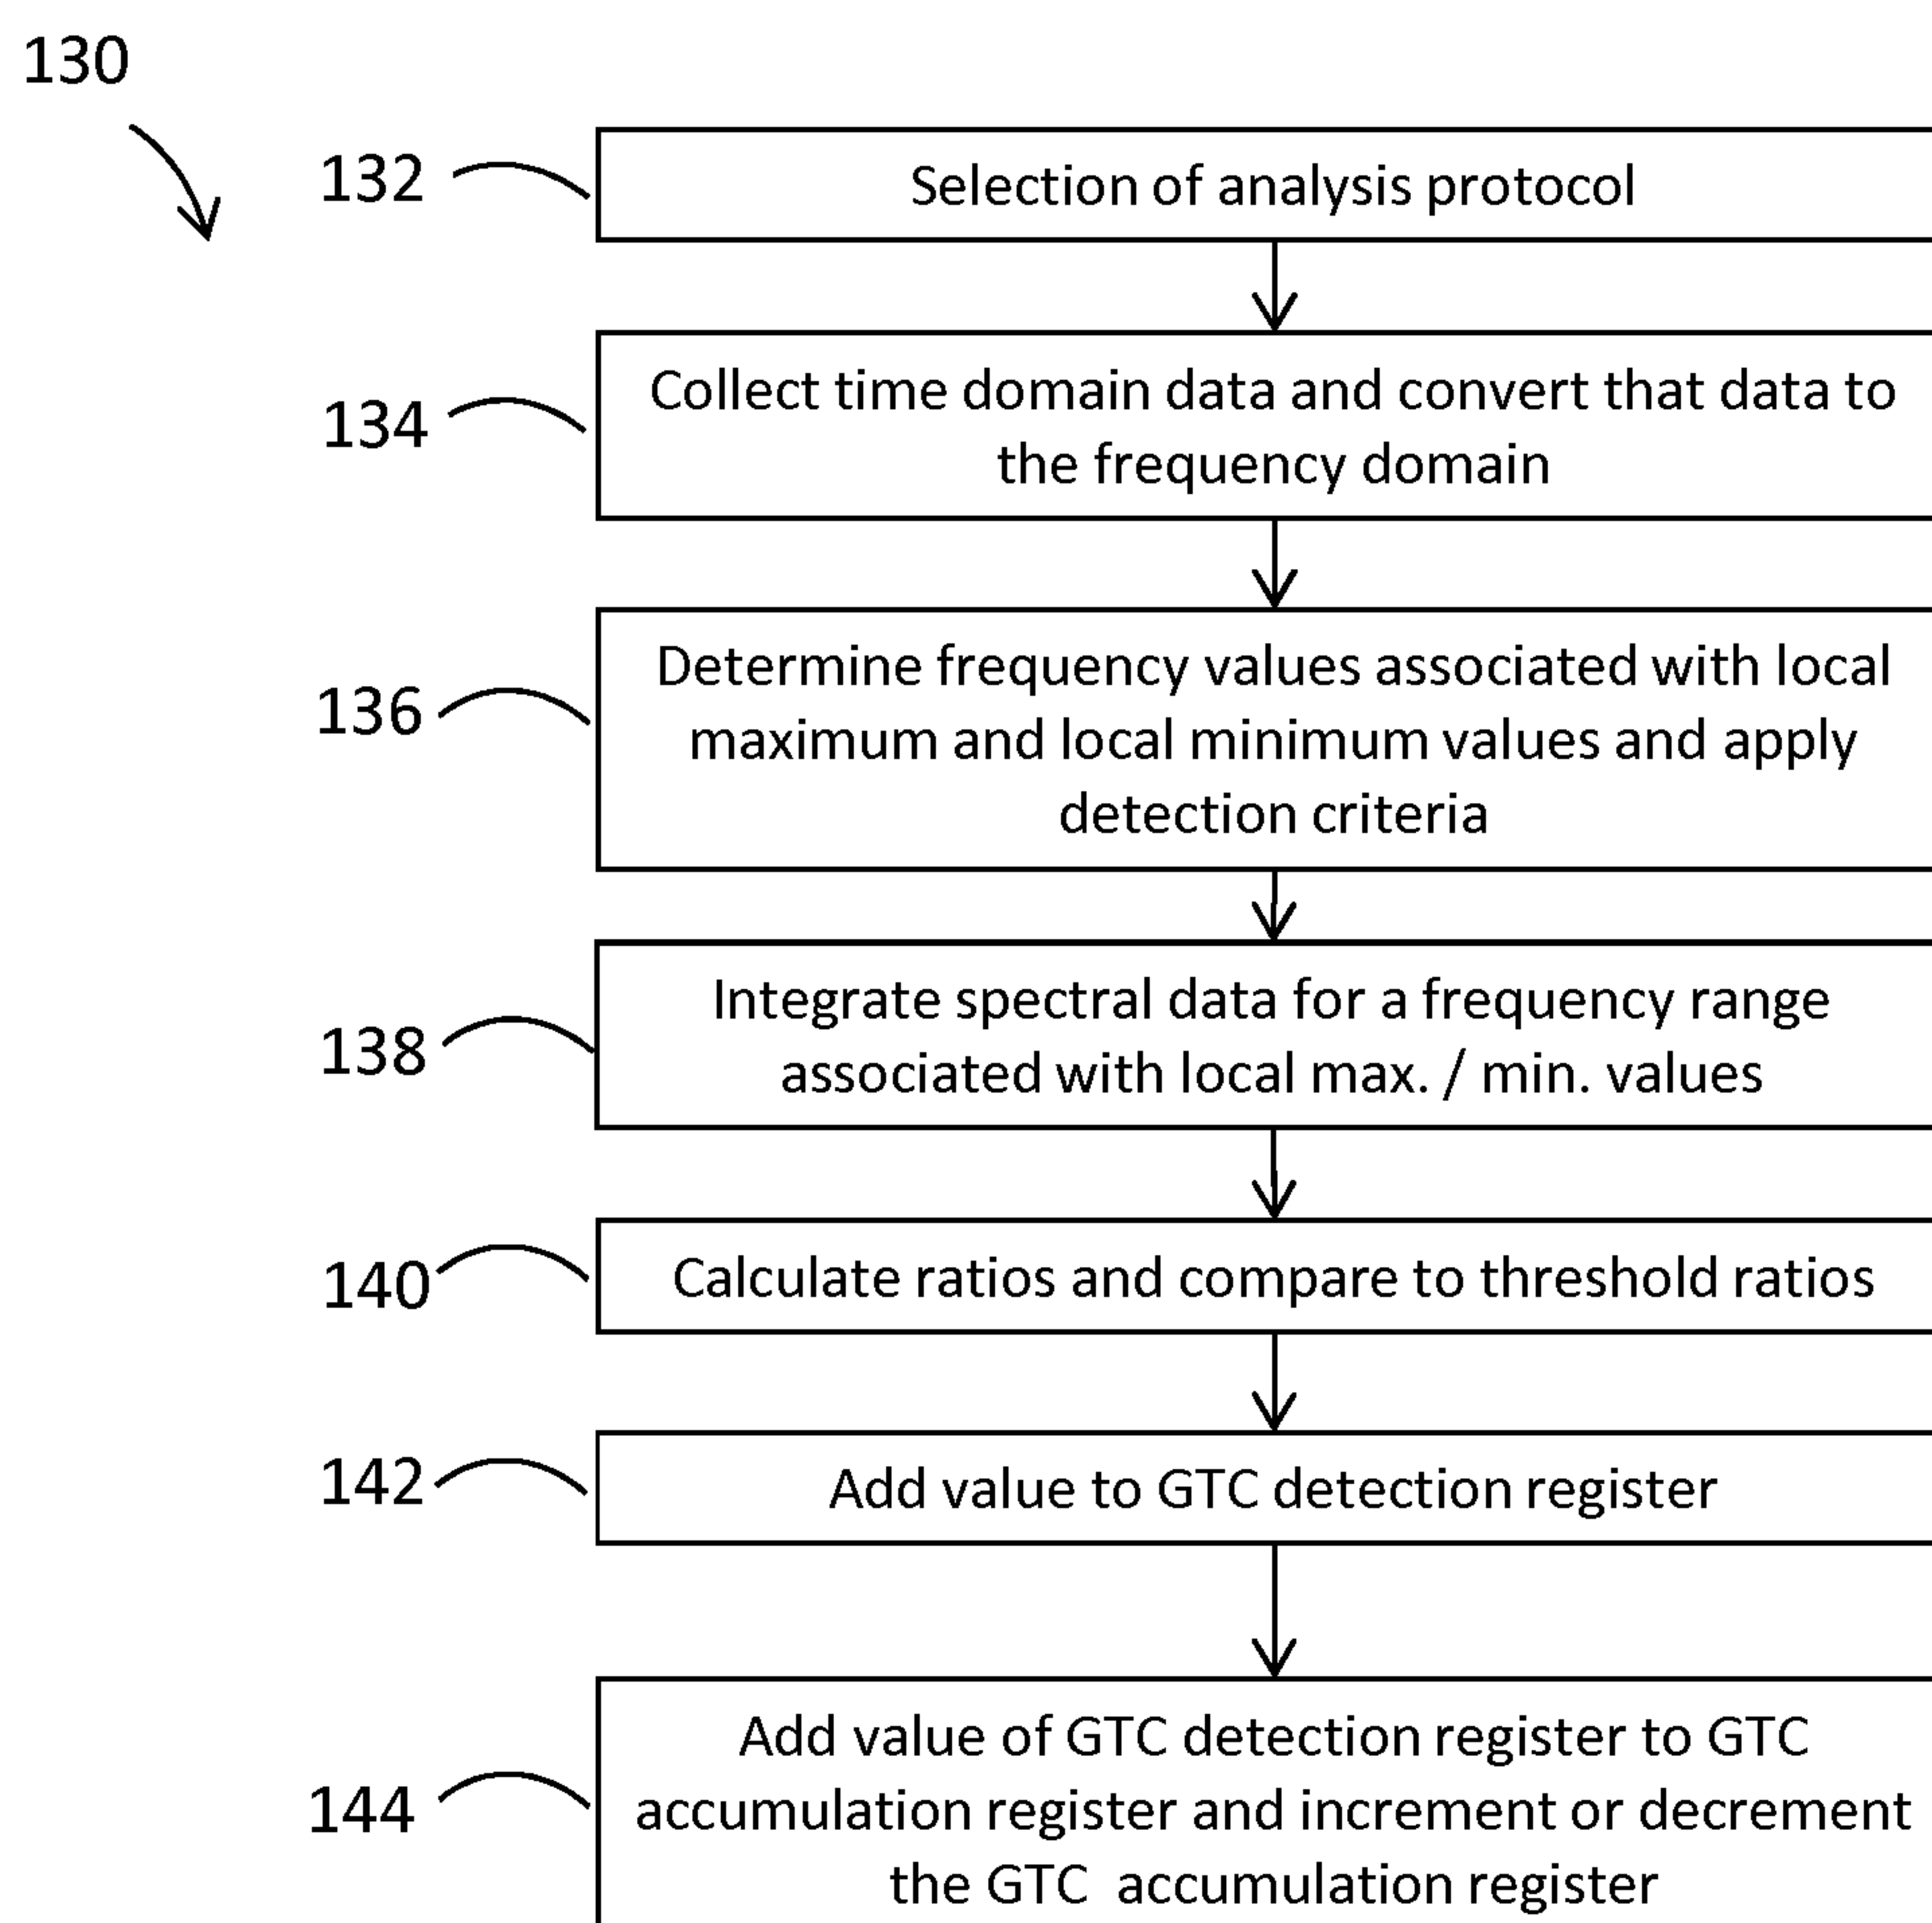 130
132
Selection of analysis protocol
134
Collect time domain data and convert that data to
the frequency domain
136
Determine frequency values associated with local
maximum and local minimum values and apply
detection criteria
138
Integrate spectral data for a frequency range
associated with local max. / min. values
140
Calculate ratios and compare to threshold ratios
142
Add value to GTC detection register
144
Add value of GTC detection register to GTC
accumulation register and increment or decrement
the GTC  accumulation register